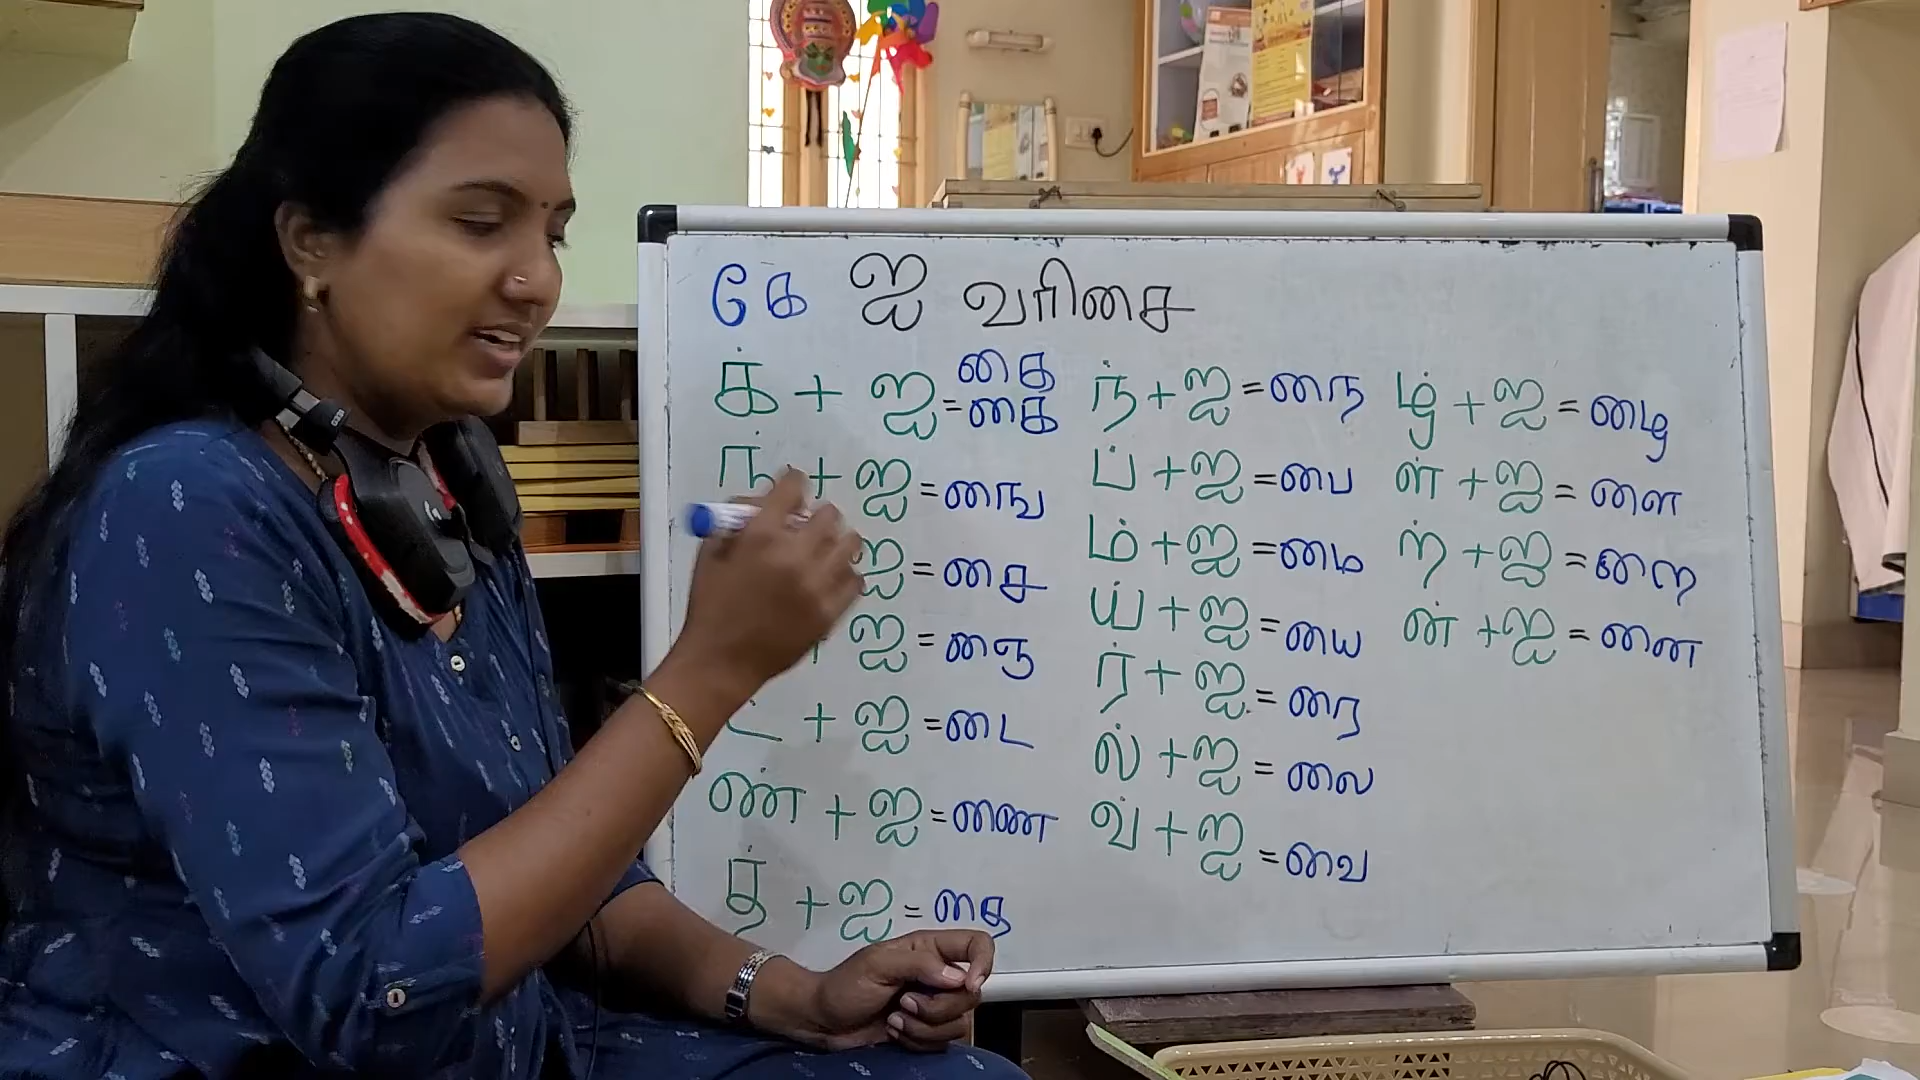 கே ஐ வரிசை
க் + ஐ = கை கை
ங் + ஐ = ஙை
ஐ = சை
+ ஐ = ஞை
ட் + ஐ = டை
ண் + ஐ = ணை
த் + ஐ = தை
ந் + ஐ = நை
ப் + ஐ = பை
ம் + ஐ = மை
ய் + ஐ = யை
ர் + ஐ = ரை
ல் + ஐ = லை
வ் + ஐ = வை
ழ் + ஐ = ழை
ள் + ஐ = ளை
ற் + ஐ = றை
ன் + ஐ = னை